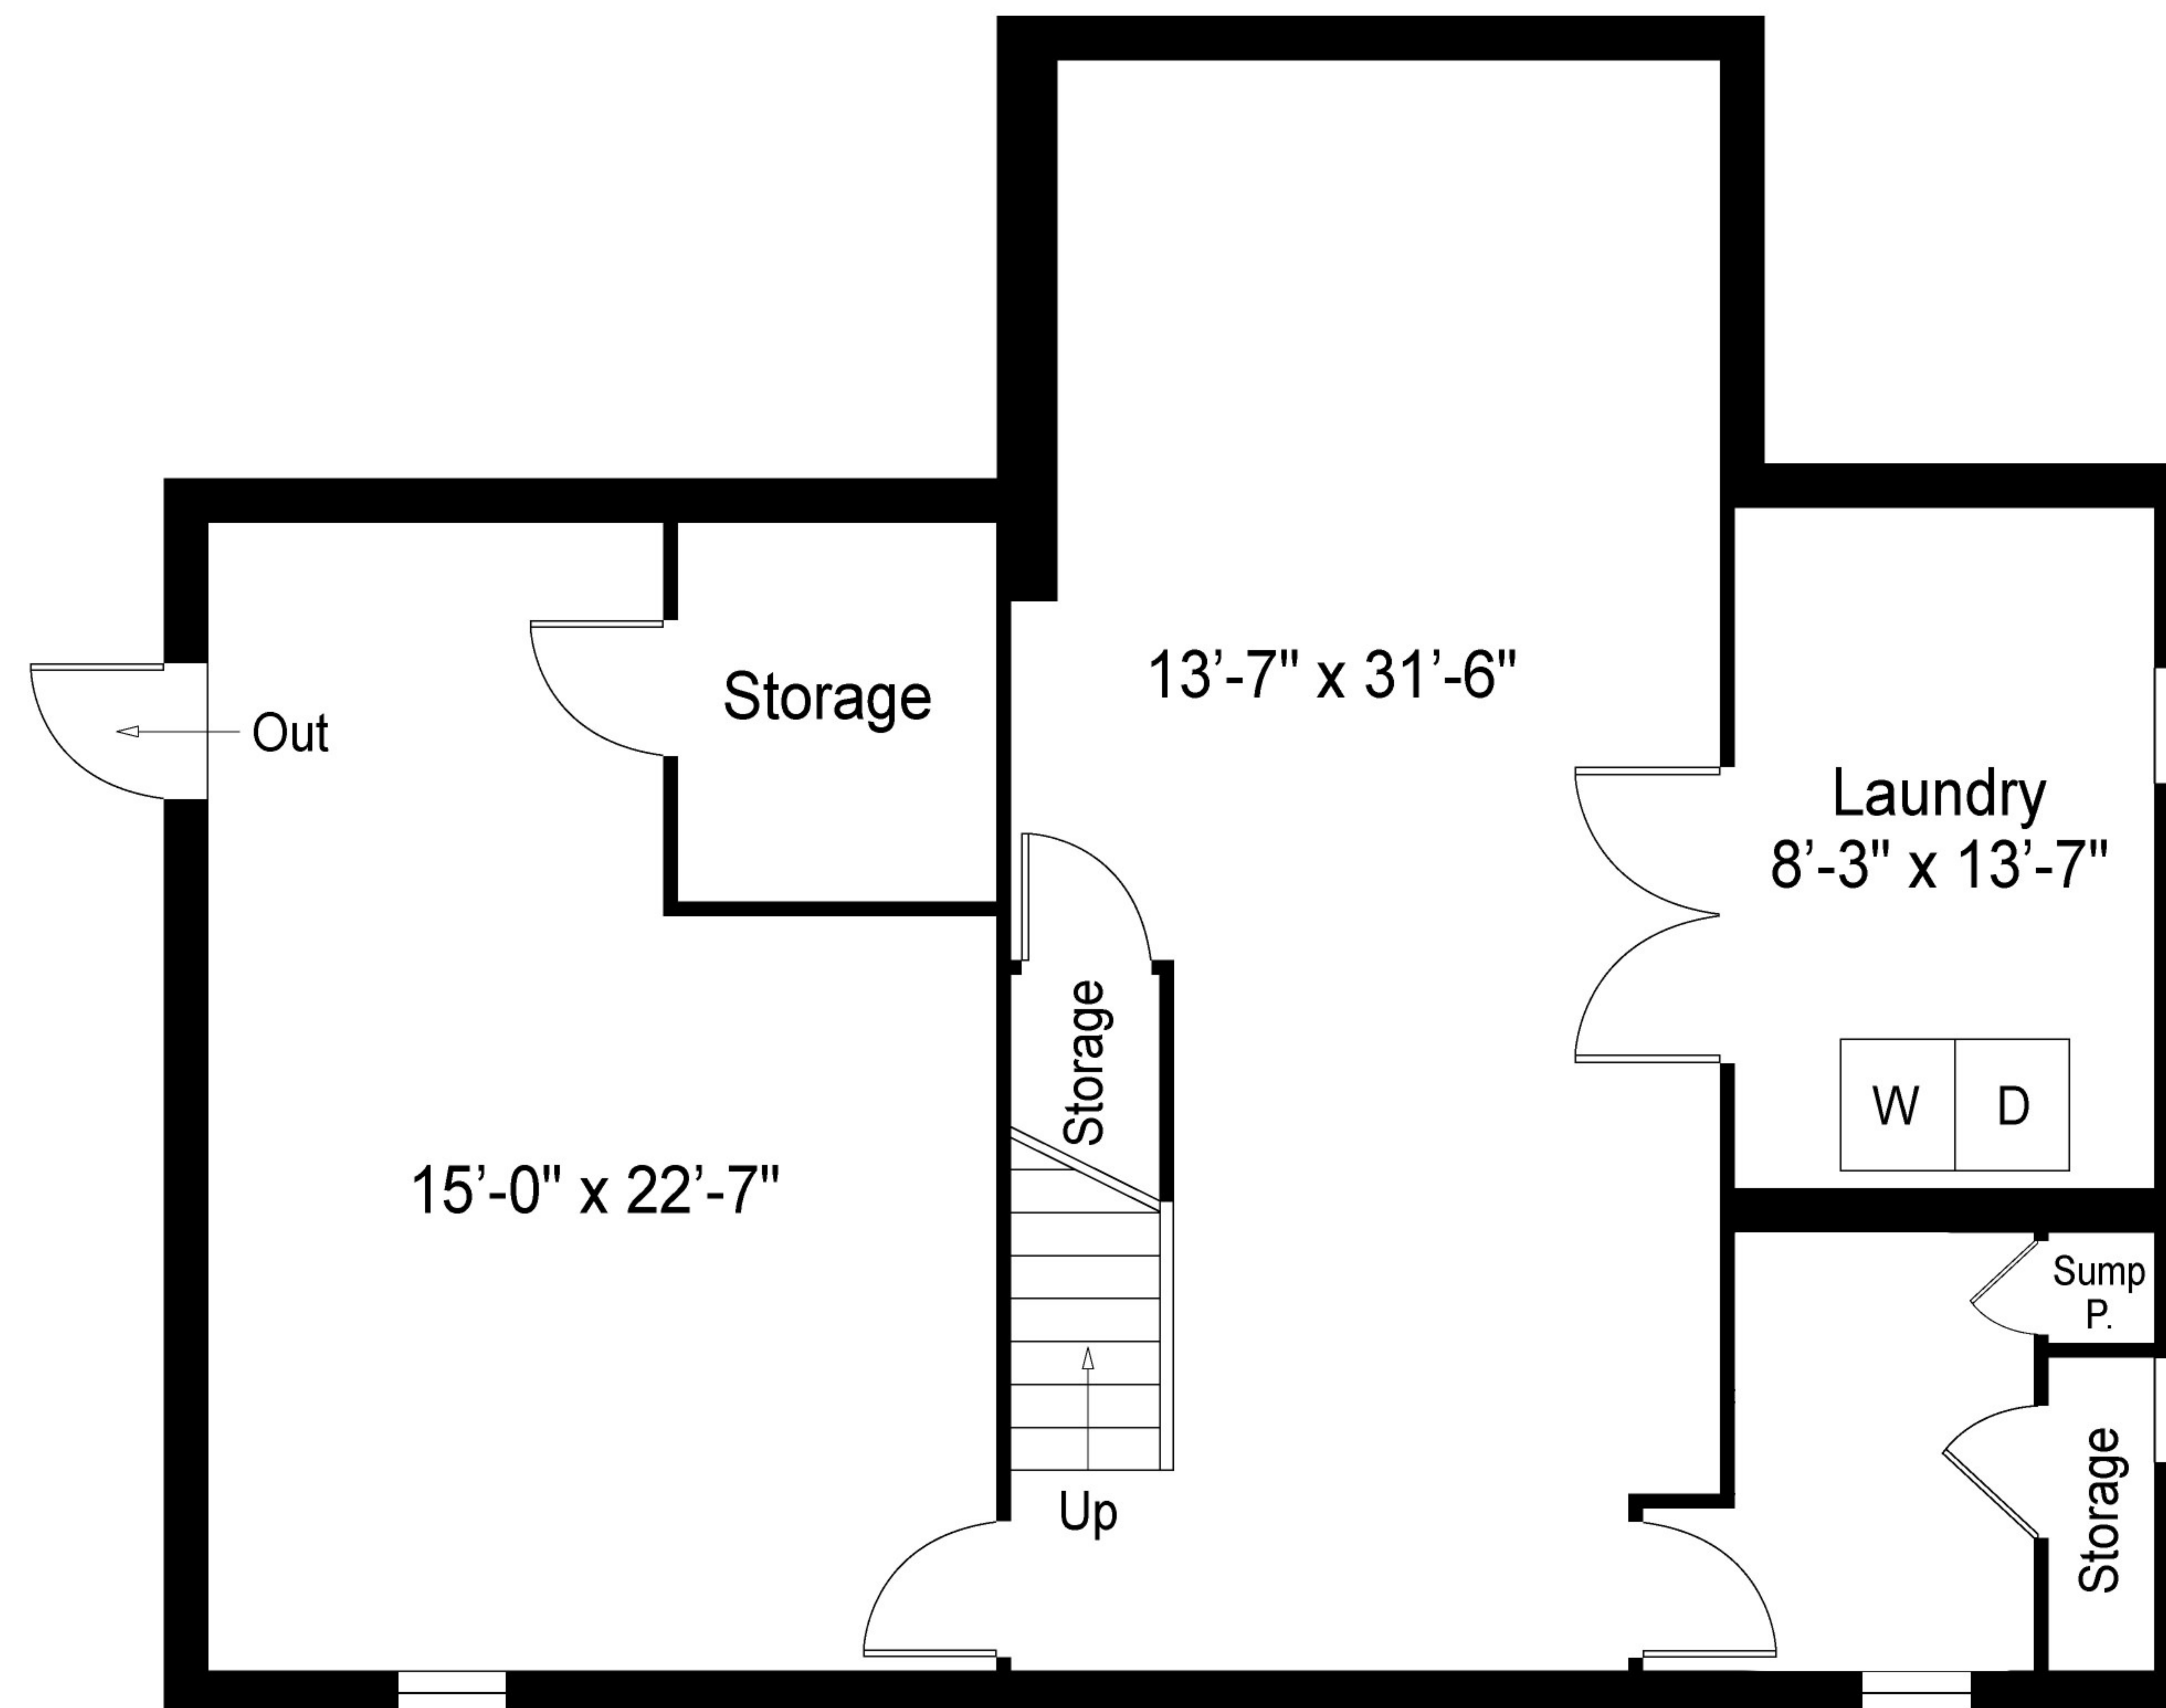 13’-7" x 31’-6"
Storage
Out
Laundry
8’-3" x 13’-7"
Storage
W D
15’-0" x 22’-7"
Sump
P.
Up
Storage